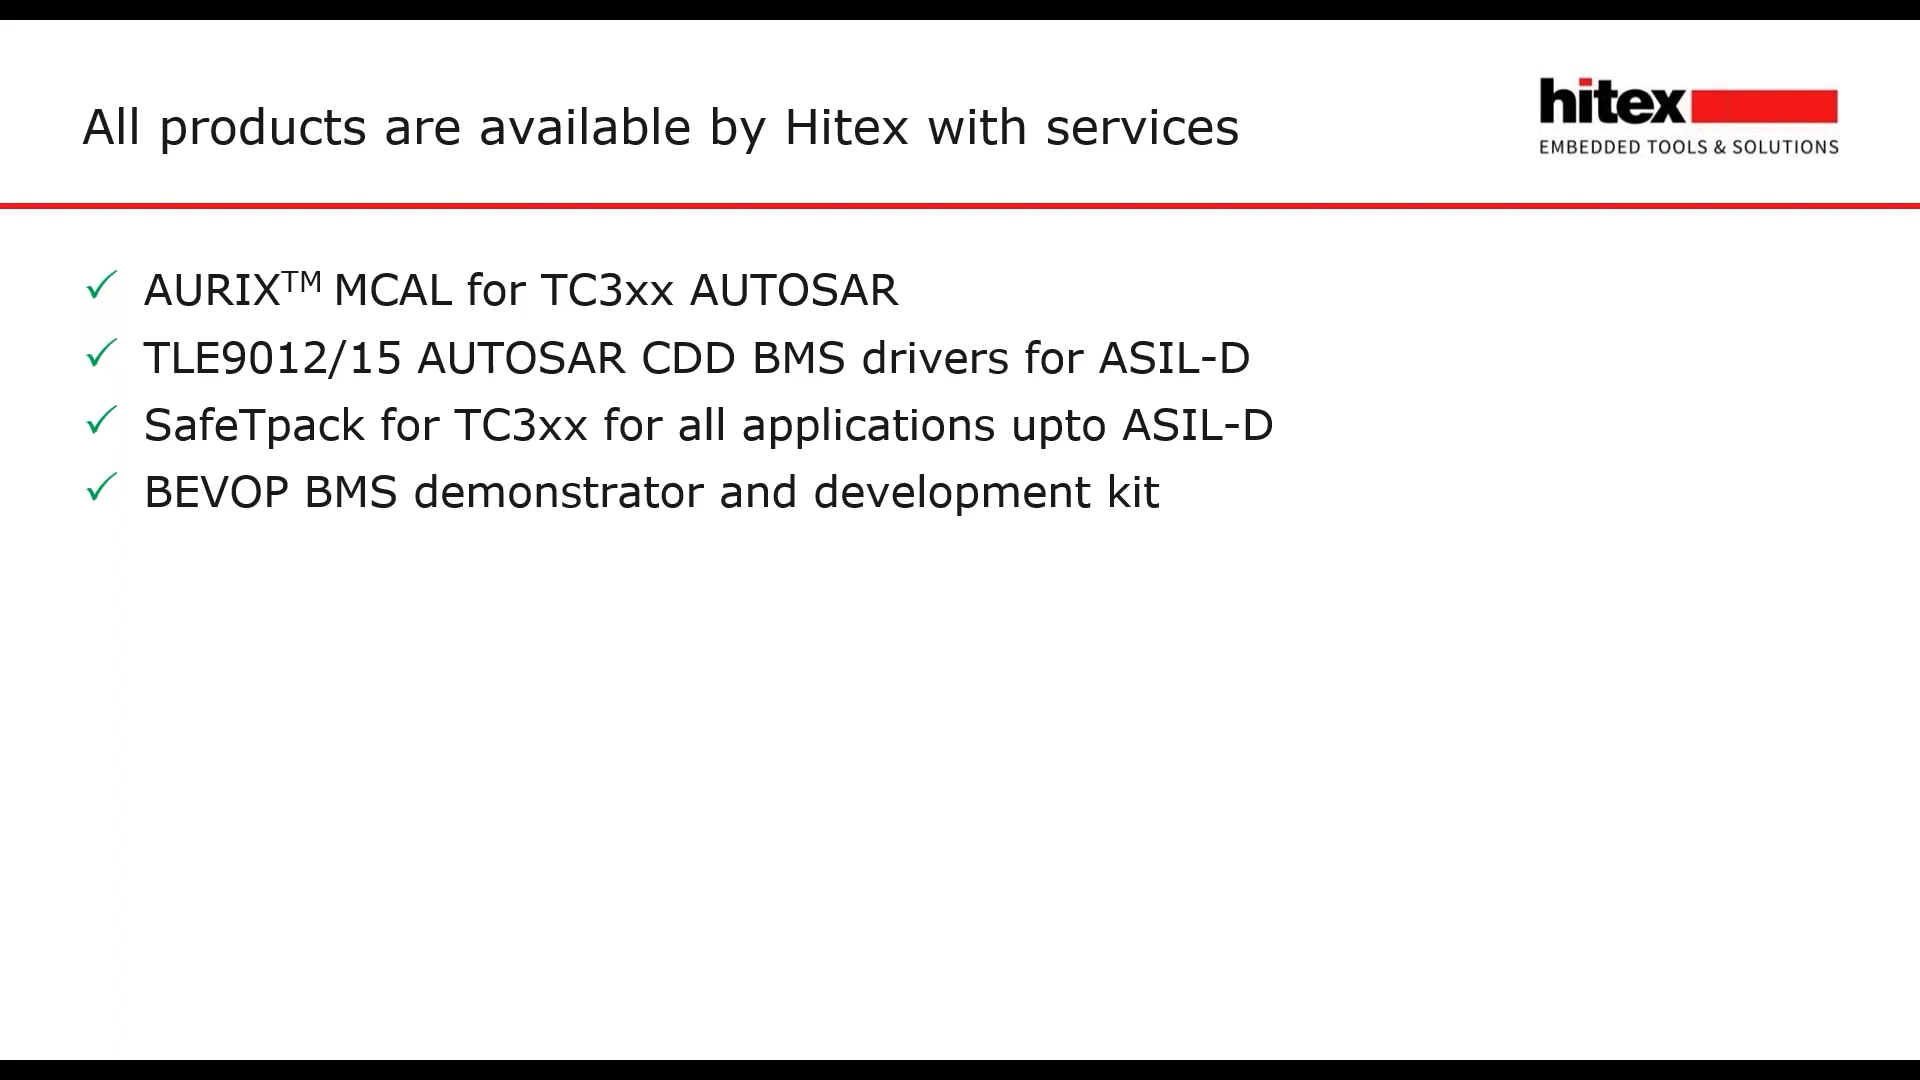 All products are available by Hitex with services
hitex
EMBEDDED TOOLS & SOLUTIONS
✓ AURIX™ MCAL for TC3xx AUTOSAR
✓ TLE9012/15 AUTOSAR CDD BMS drivers for ASIL-D
✓ SafeTpack for TC3xx for all applications upto ASIL-D
✓ BEVOP BMS demonstrator and development kit